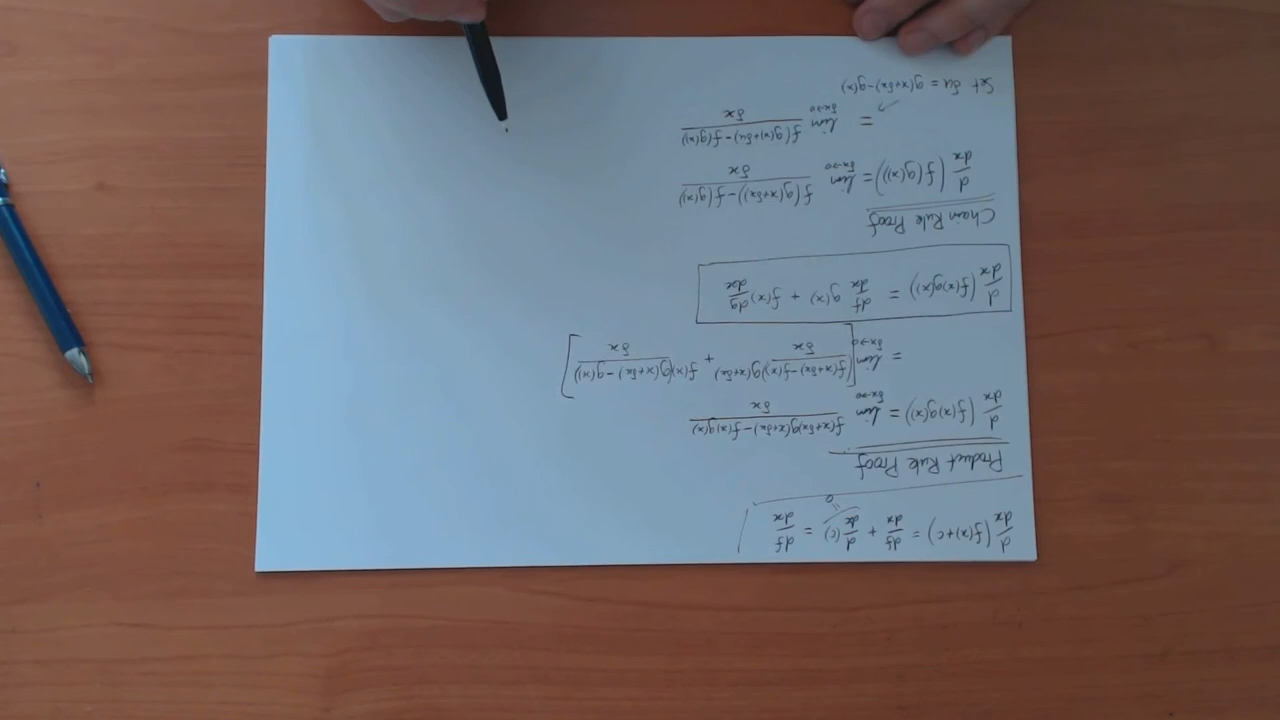 d/dx (f(x)+c) = df/dx + d/dx (c) = df/dx
= 0
Product Rule Proof
d/dx (f(x)g(x)) = lim δx→0 f(x+δx)g(x+δx)-f(x)g(x) / δx
= lim δx→0 [ (f(x+δx)-f(x))g(x+δx) / δx + f(x)(g(x+δx)-g(x)) / δx ]
d/dx (f(x)g(x)) = df/dx g(x) + f(x) dg/dx
Chain Rule Proof
d/dx (f(g(x))) = lim δx→0 f(g(x+δx))-f(g(x)) / δx
= lim δx→0 f(g(x)+δu)-f(g(x)) / δx
Set δu = g(x+δx)-g(x)